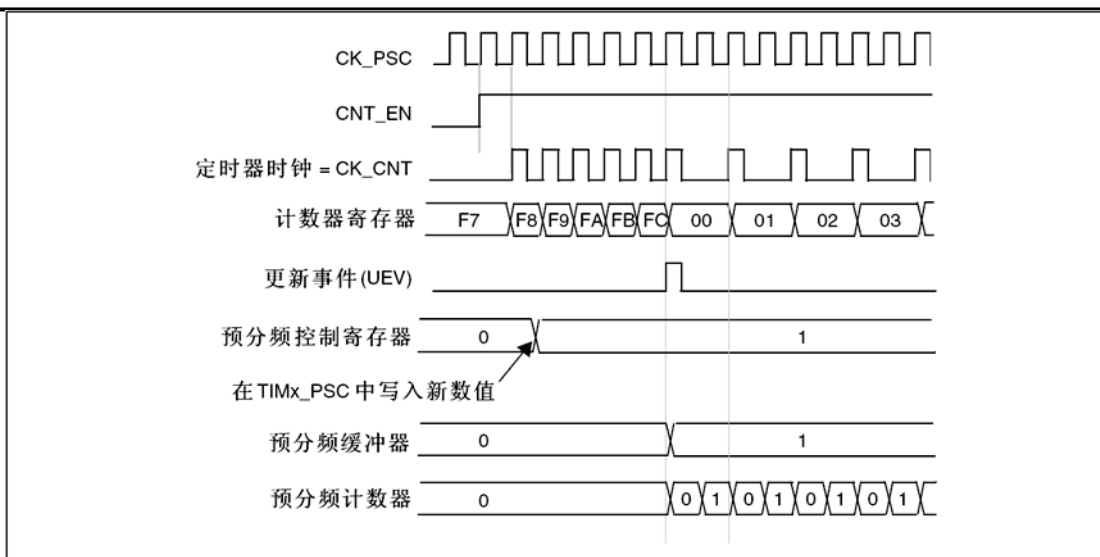 CK_PSC
CNT_EN
定时器时钟 = CK_CNT
计数器寄存器 F7 F8 F9 FA FB FC 00 01 02 03
更新事件(UEV)
预分频控制寄存器 0 1
在TIMx_PSC 中写入新数值
预分频缓冲器 0 1
预分频计数器 0 0 1 0 1 0 1 0 1